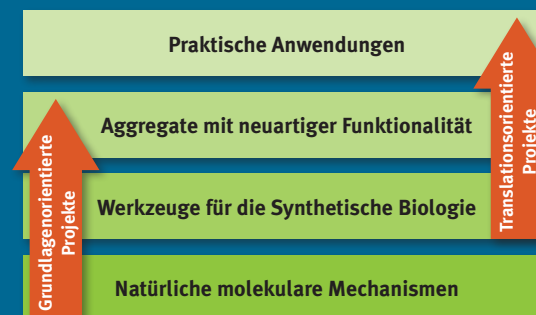 Praktische Anwendungen
Aggregate mit neuartiger Funktionalität
Werkzeuge für die Synthetische Biologie
Natürliche molekulare Mechanismen
Grundlagenorientierte
Projekte
Translationsorientierte
Projekte